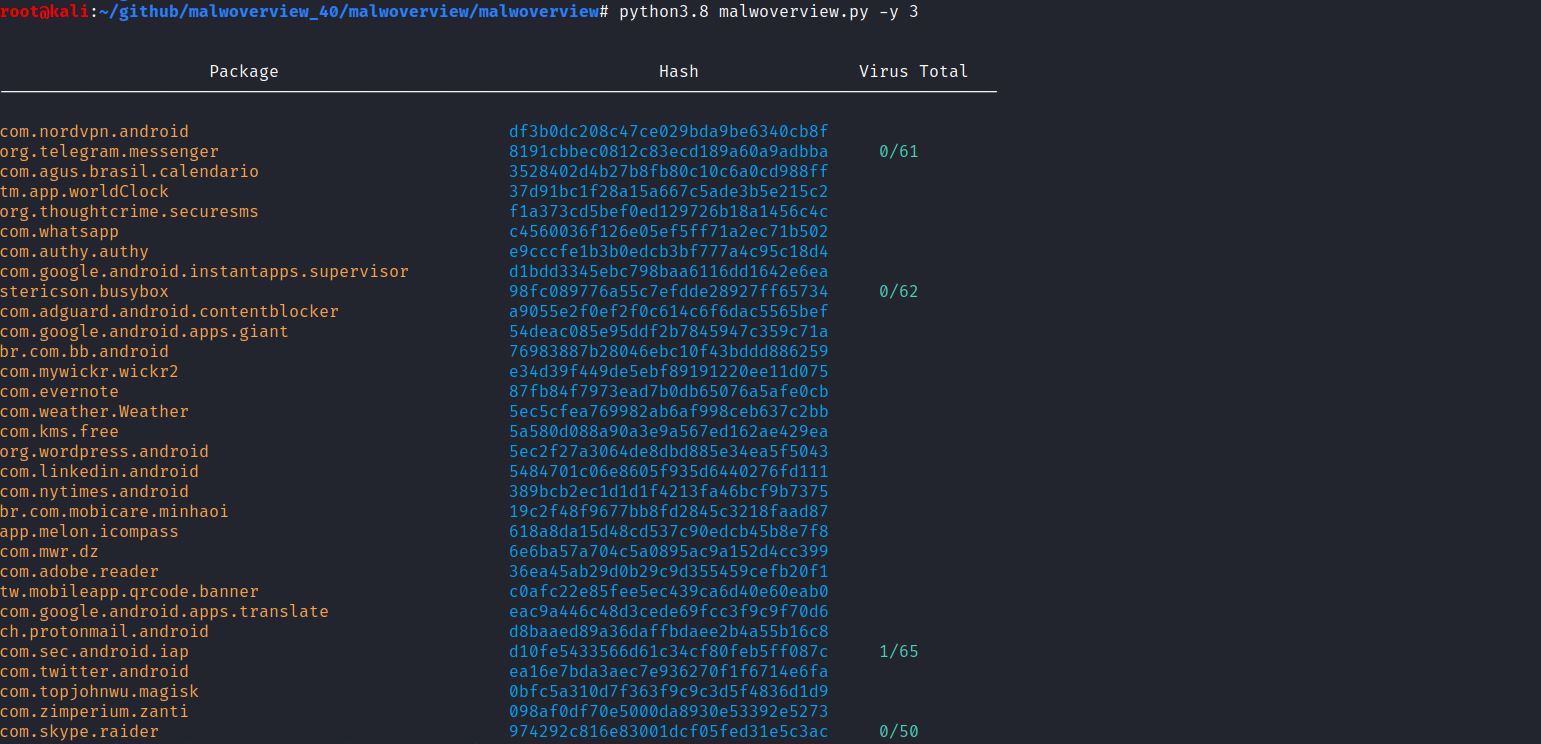 root@kali:~/github/malwoverview_40/malwoverview/malwoverview# python3.8 malwoverview.py -y 3
Package Hash Virus Total
com.nordvpn.android df3b0dc208c47ce029bda9be6340cb8f
org.telegram.messenger 8191cbbec0812c83ecd189a60a9adbba 0/61
com.agus.brasil.calendario 3528402d4b27b8fb80c10c6a0cd988ff
tm.app.worldClock 37d91bc1f28a15a667c5ade3b5e215c2
org.thoughtcrime.securesms f1a373cd5bef0ed129726b18a1456c4c
com.whatsapp c4560036f126e05ef5ff71a2ec71b502
com.authy.authy e9cccfe1b3b0edcb3bf777a4c95c18d4
com.google.android.instantapps.supervisor d1bdd3345ebc798baa6116dd1642e6ea
stericson.busybox 98fc089776a55c7efdde28927ff65734 0/62
com.adguard.android.contentblocker a9055e2f0ef2f0c614c6f6dac5565bef
com.google.android.apps.giant 54deac085e95ddf2b7845947c359c71a
br.com.bb.android 76983887b28046ebc10f43bddd886259
com.mywickr.wickr2 e34d39f449de5ebf89191220ee11d075
com.evernote 87fb84f7973ead7b0db65076a5afe0cb
com.weather.Weather 5ec5cfea769982ab6af998ceb637c2bb
com.kms.free 5a580d088a90a3e9a567ed162ae429ea
org.wordpress.android 5ec2f27a3064de8dbd885e34ea5f5043
com.linkedin.android 5484701c06e8605f935d6440276fd111
com.nytimes.android 389bcb2ec1d1d1f4213fa46bcf9b7375
br.com.mobicare.minhaoi 19c2f48f9677bb8fd2845c3218faad87
app.melon.icompass 618a8da15d48cd537c90edcb45b8e7f8
com.mwr.dz 6e6ba57a704c5a0895ac9a152d4cc399
com.adobe.reader 36ea45ab29d0b29c9d355459cefb20f1
tw.mobileapp.qrcode.banner c0afc22e85fee5ec439ca6d40e60eab0
com.google.android.apps.translate eac9a446c48d3cede69fcc3f9c9f70d6
ch.protonmail.android d8baaed89a36daffbdaee2b4a55b16c8
com.sec.android.iap d10fe5433566d61c34cf80feb5ff087c 1/65
com.twitter.android ea16e7bda3aec7e936270f1f6714e6fa
com.topjohnwu.magisk 0bfc5a310d7f363f9c9c3d5f4836d1d9
com.zimperium.zanti 098af0df70e5000da8930e53392e5273
com.skype.raider 974292c816e83001dcf05fed31e5c3ac 0/50